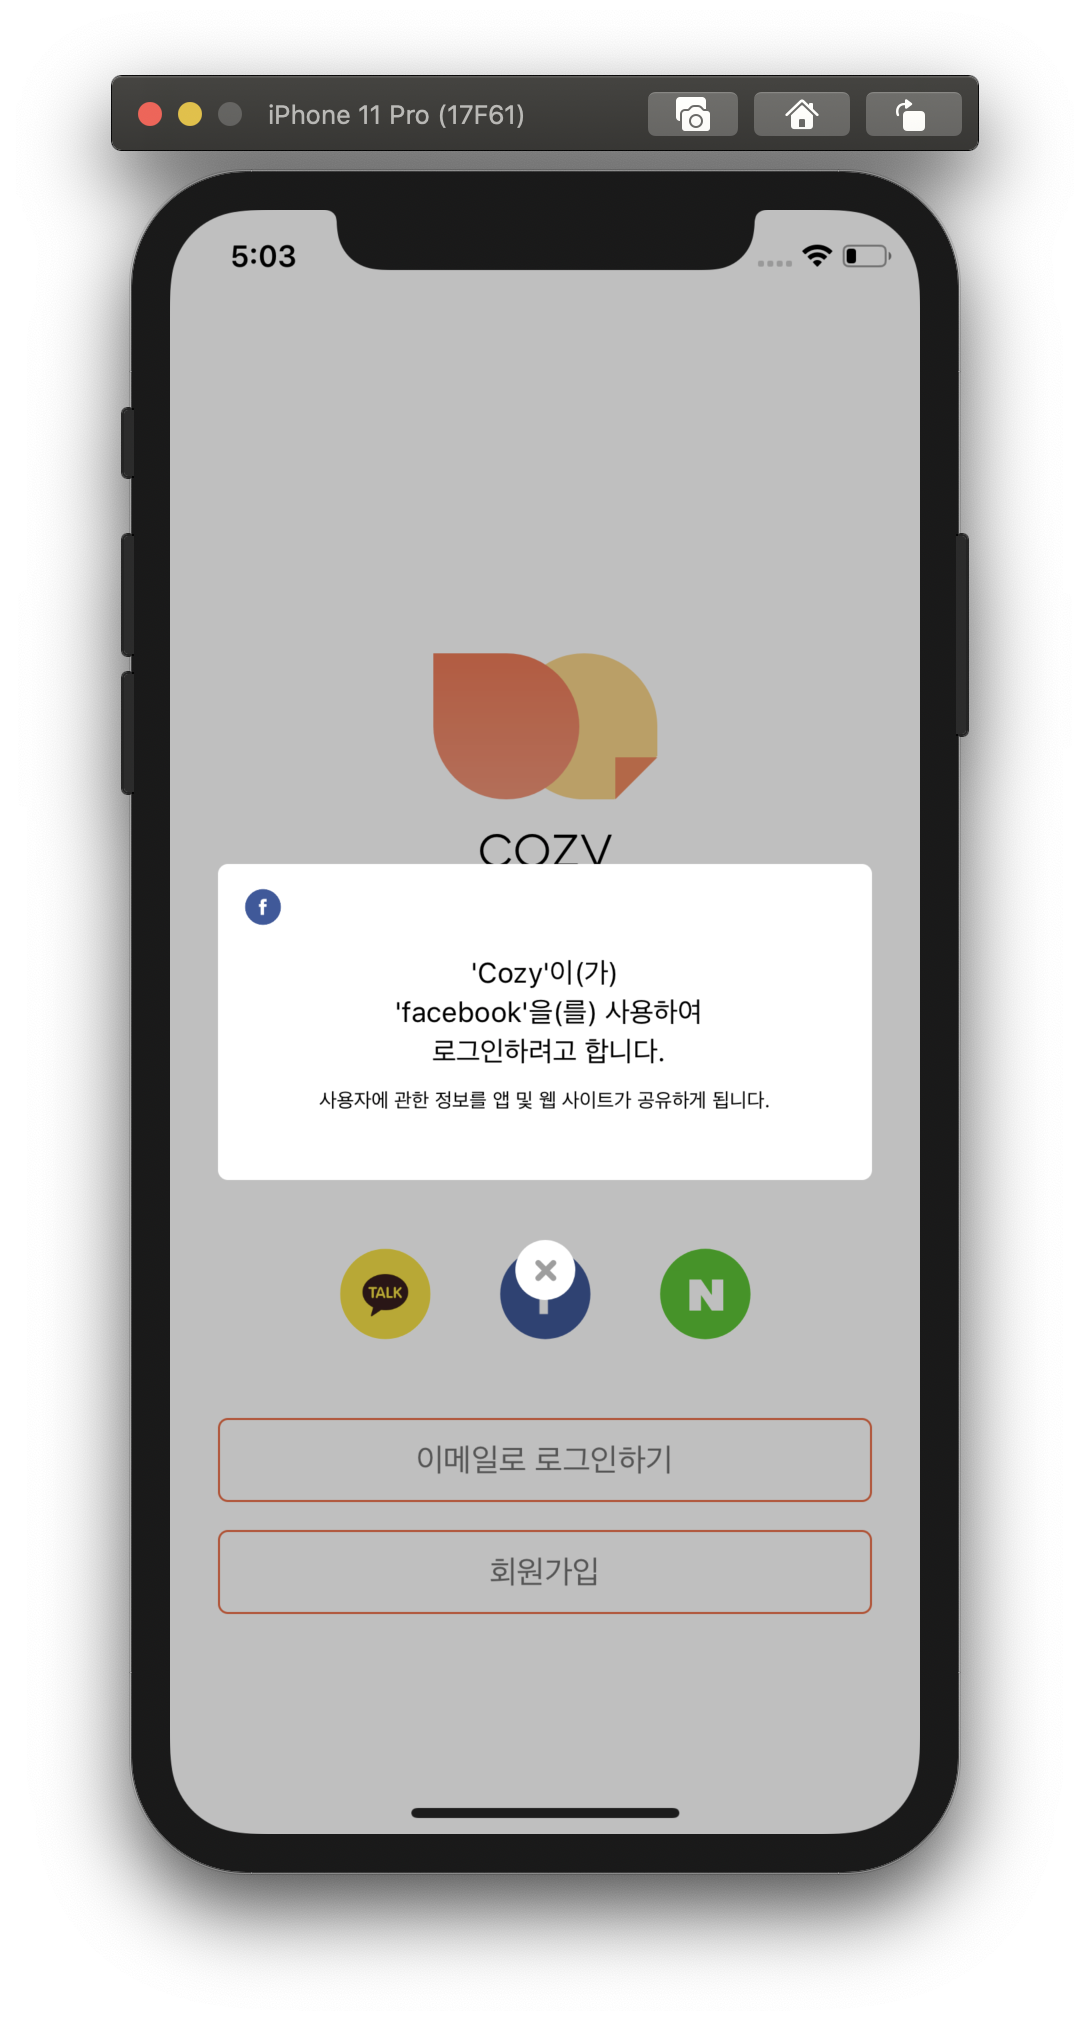 iPhone 11 Pro (17F61)
5:03
COZY
f
'Cozy'이(가)
'facebook'을(를) 사용하여
로그인하려고 합니다.
사용자에 관한 정보를 앱 및 웹 사이트가 공유하게 됩니다.
TALK
N
이메일로 로그인하기
회원가입